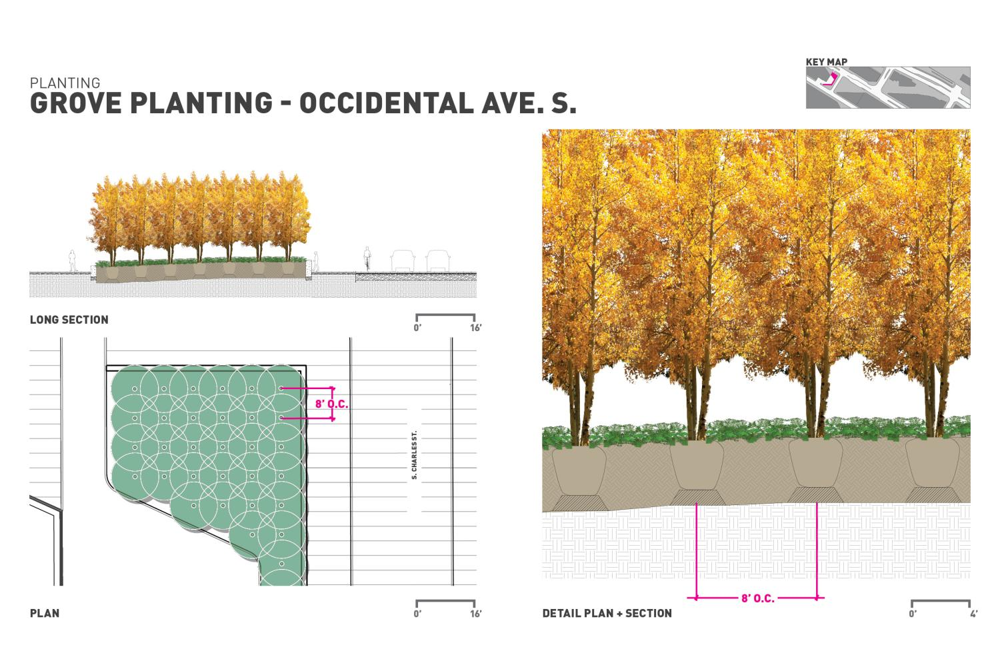 PLANTING
GROVE PLANTING - OCCIDENTAL AVE. S.
KEY MAP
LONG SECTION
0' 16'
8' O.C.
S. CHARLES ST.
PLAN
0' 16'
8' O.C.
DETAIL PLAN + SECTION
0' 4'